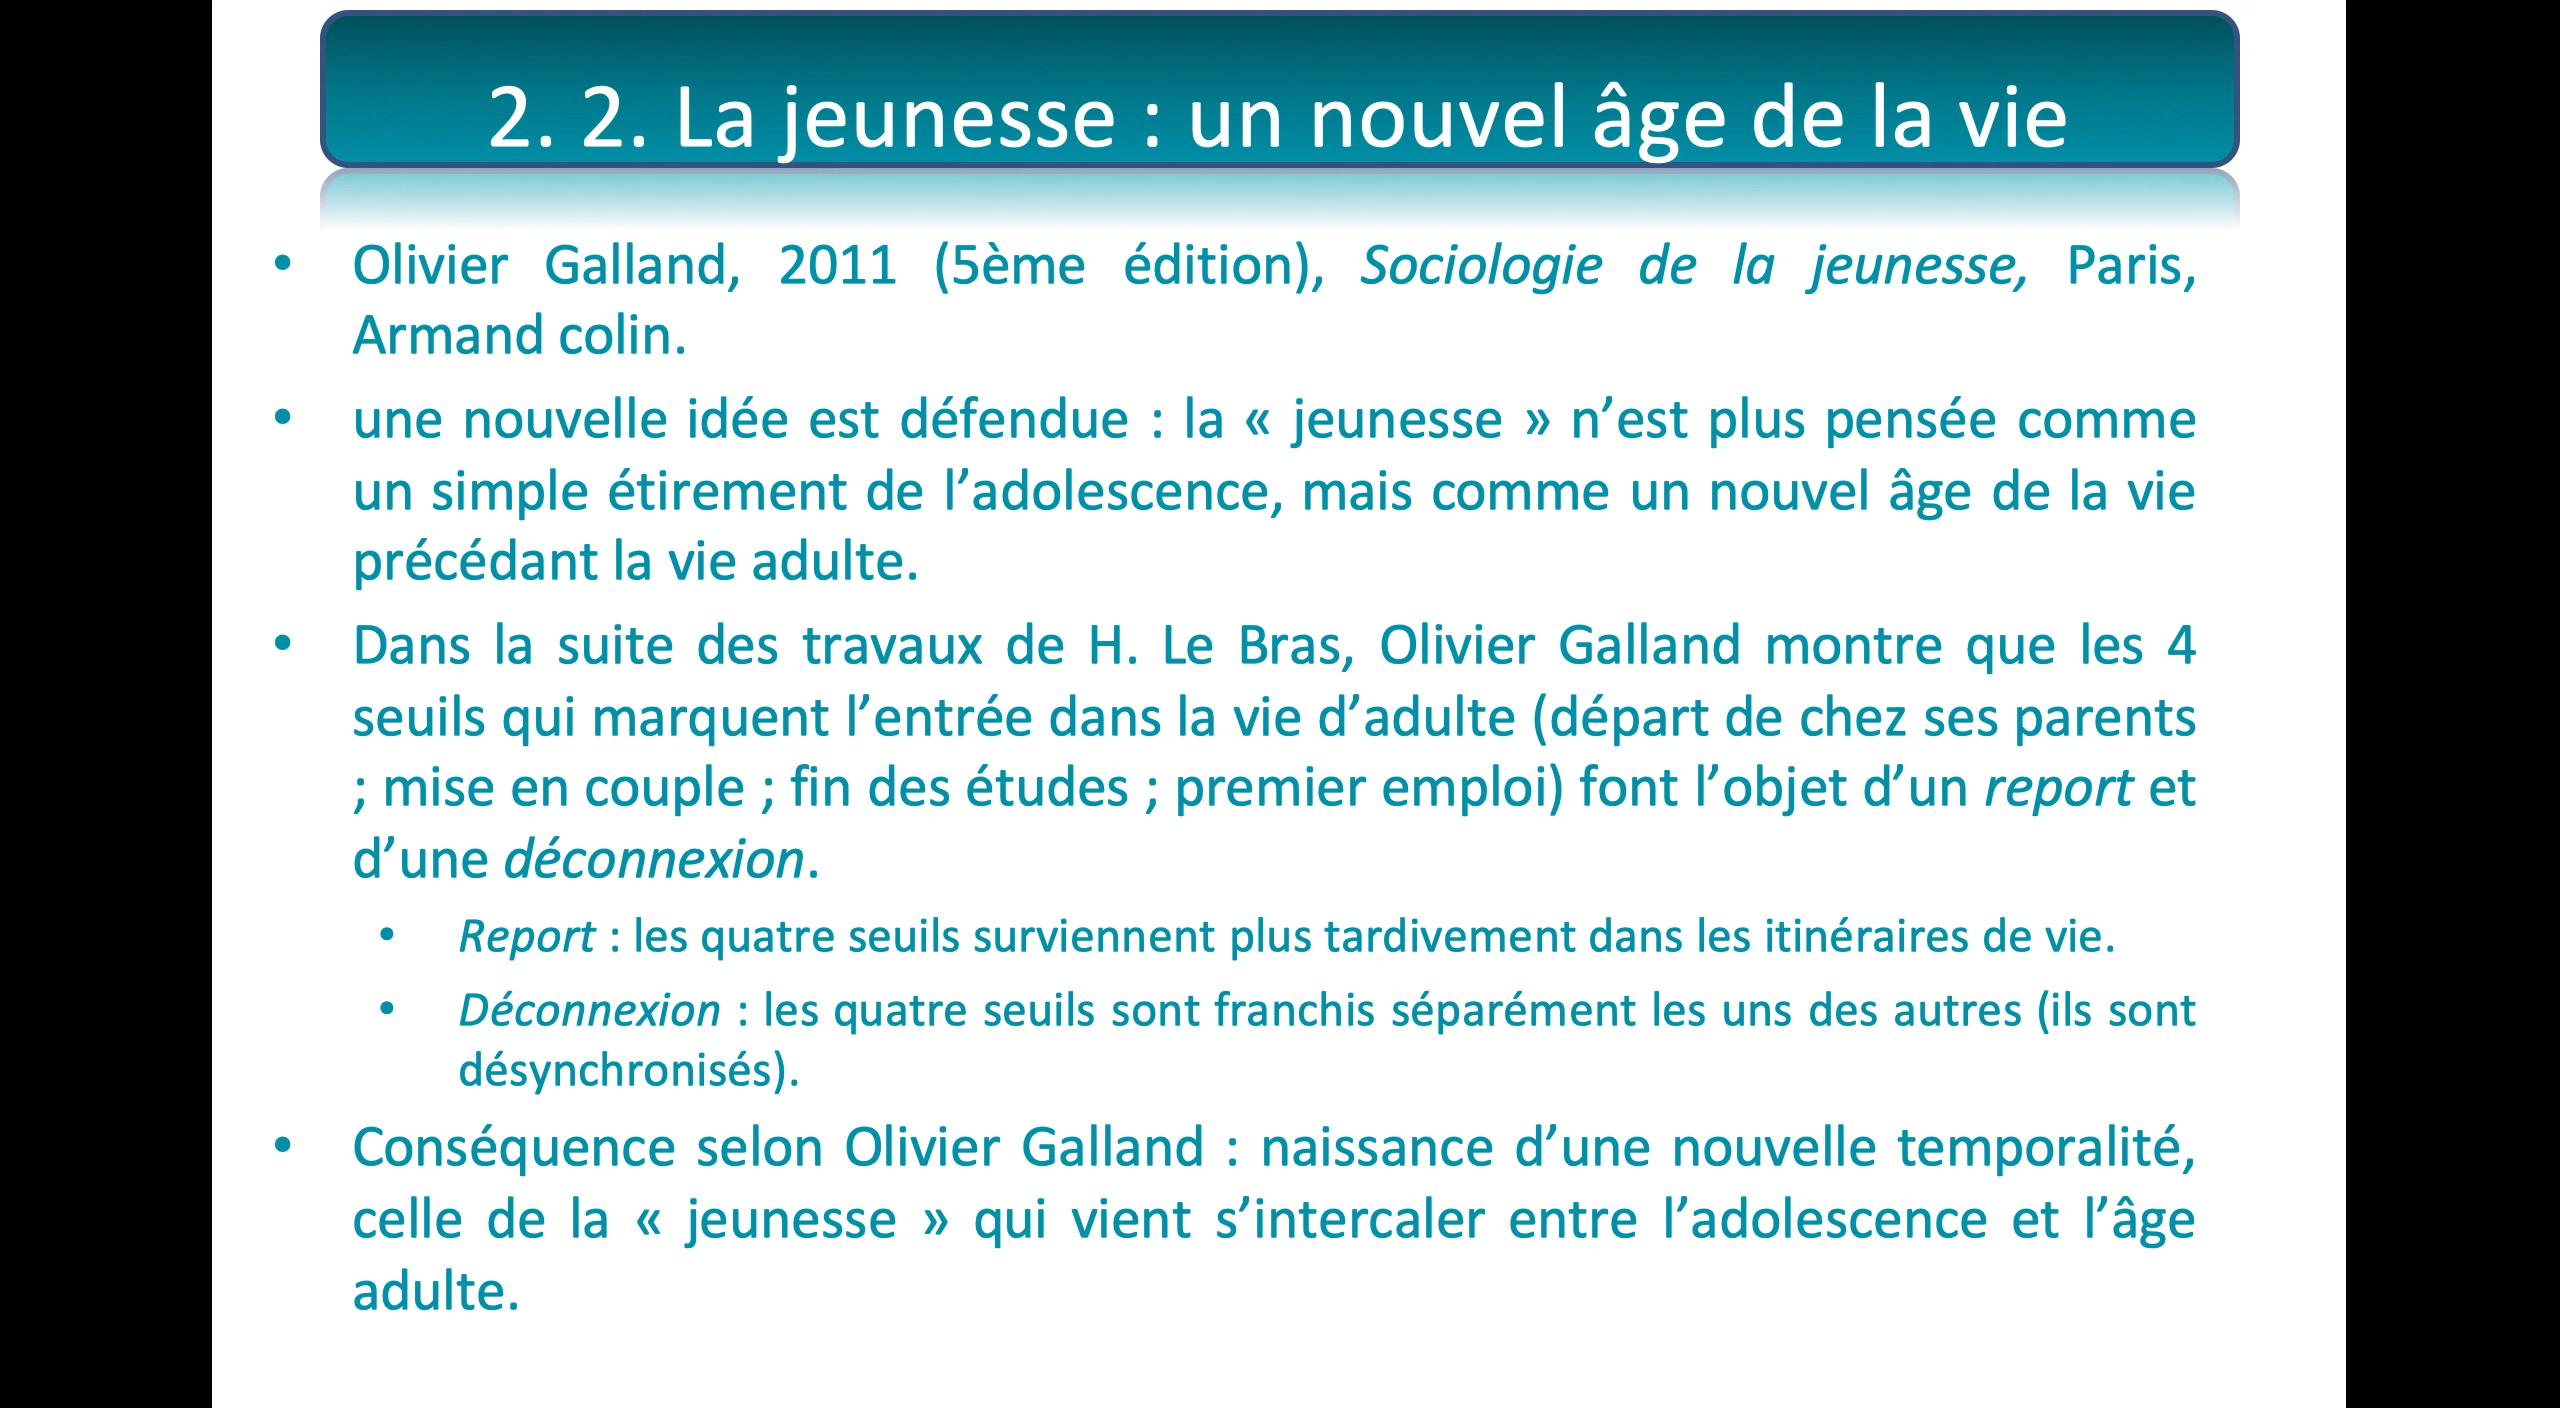 2. 2. La jeunesse : un nouvel âge de la vie
• Olivier Galland, 2011 (5ème édition), Sociologie de la jeunesse, Paris,
Armand colin.
• une nouvelle idée est défendue : la « jeunesse » n’est plus pensée comme
un simple étirement de l’adolescence, mais comme un nouvel âge de la vie
précédant la vie adulte.
• Dans la suite des travaux de H. Le Bras, Olivier Galland montre que les 4
seuils qui marquent l’entrée dans la vie d’adulte (départ de chez ses parents
; mise en couple ; fin des études ; premier emploi) font l’objet d’un report et
d’une déconnexion.
• Report : les quatre seuils surviennent plus tardivement dans les itinéraires de vie.
• Déconnexion : les quatre seuils sont franchis séparément les uns des autres (ils sont
désynchronisés).
• Conséquence selon Olivier Galland : naissance d’une nouvelle temporalité,
celle de la « jeunesse » qui vient s’intercaler entre l’adolescence et l’âge
adulte.